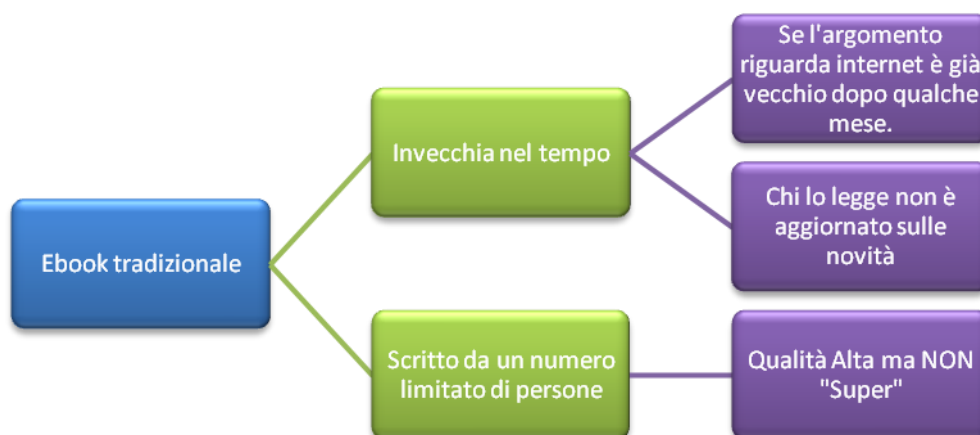 Ebook tradizionale
Invecchia nel tempo
Se l'argomento
riguarda internet è già
vecchio dopo qualche
mese.
Chi lo legge non è
aggiornato sulle
novità
Scritto da un numero
limitato di persone
Qualità Alta ma NON
"Super"